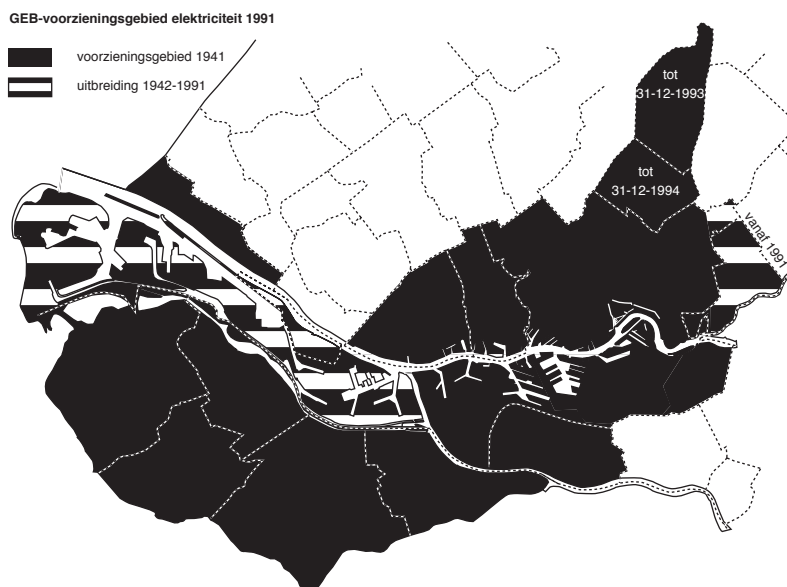 GEB-voorzieningsgebied elektriciteit 1991
voorzieningsgebied 1941
uitbreiding 1942-1991
tot
31-12-1993
tot
31-12-1994
vanaf 1991